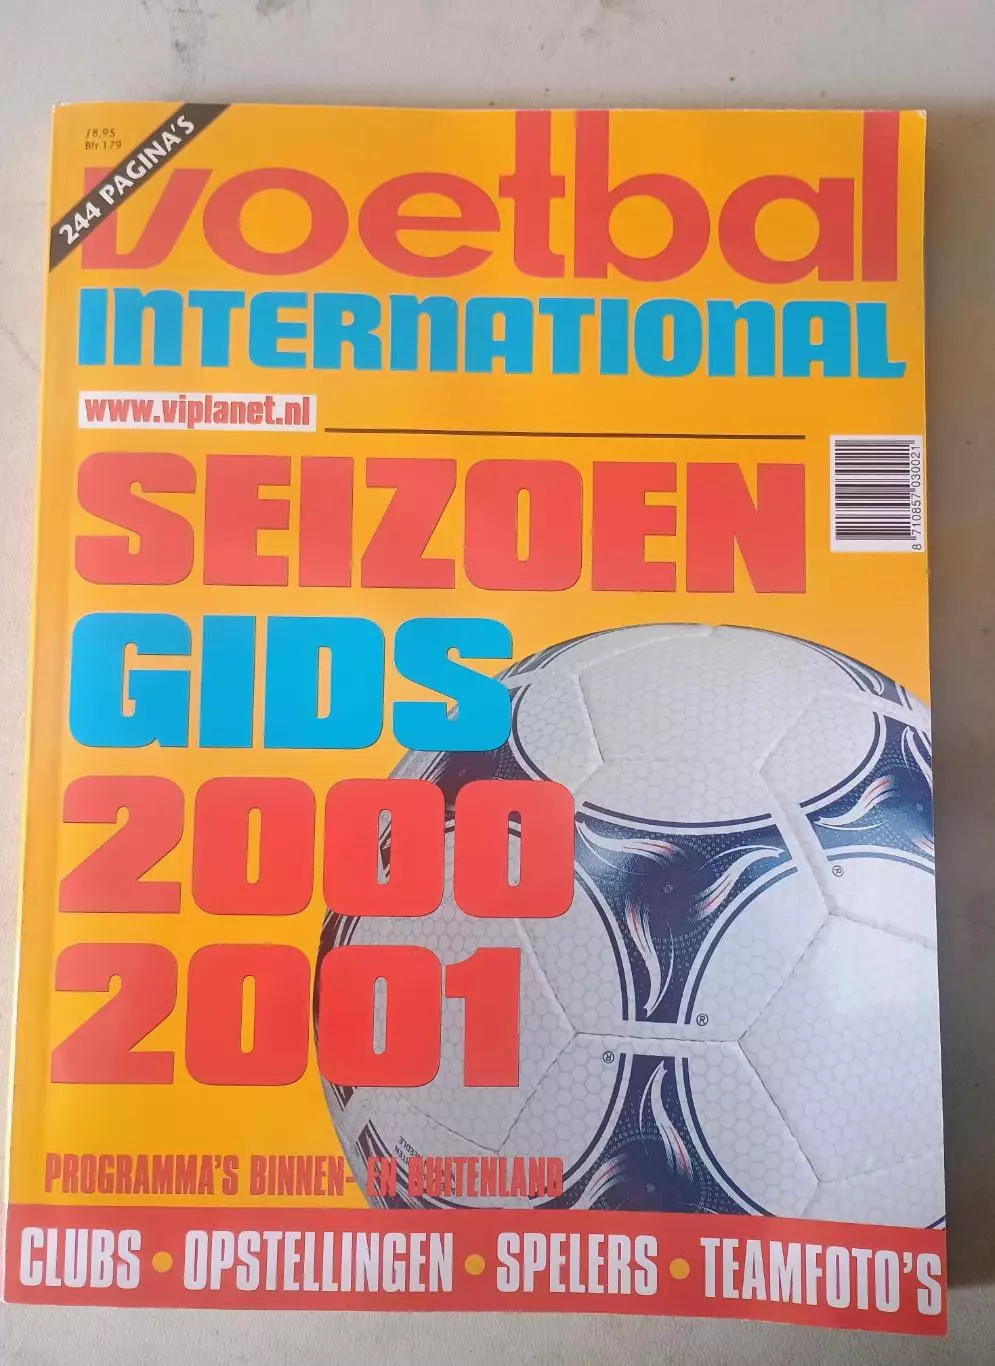 f8,95
Bfr.179
244 PAGINA'S
voetbal
INTERNATIONAL
www.viplanet.nl
SEIZOEN
GIDS
2000
2001
8 710857 030021
®
®
PROGRAMMA'S BINNEN- EN BUITENLAND
CLUBS • OPSTELLINGEN • SPELERS • TEAMFOTO'S